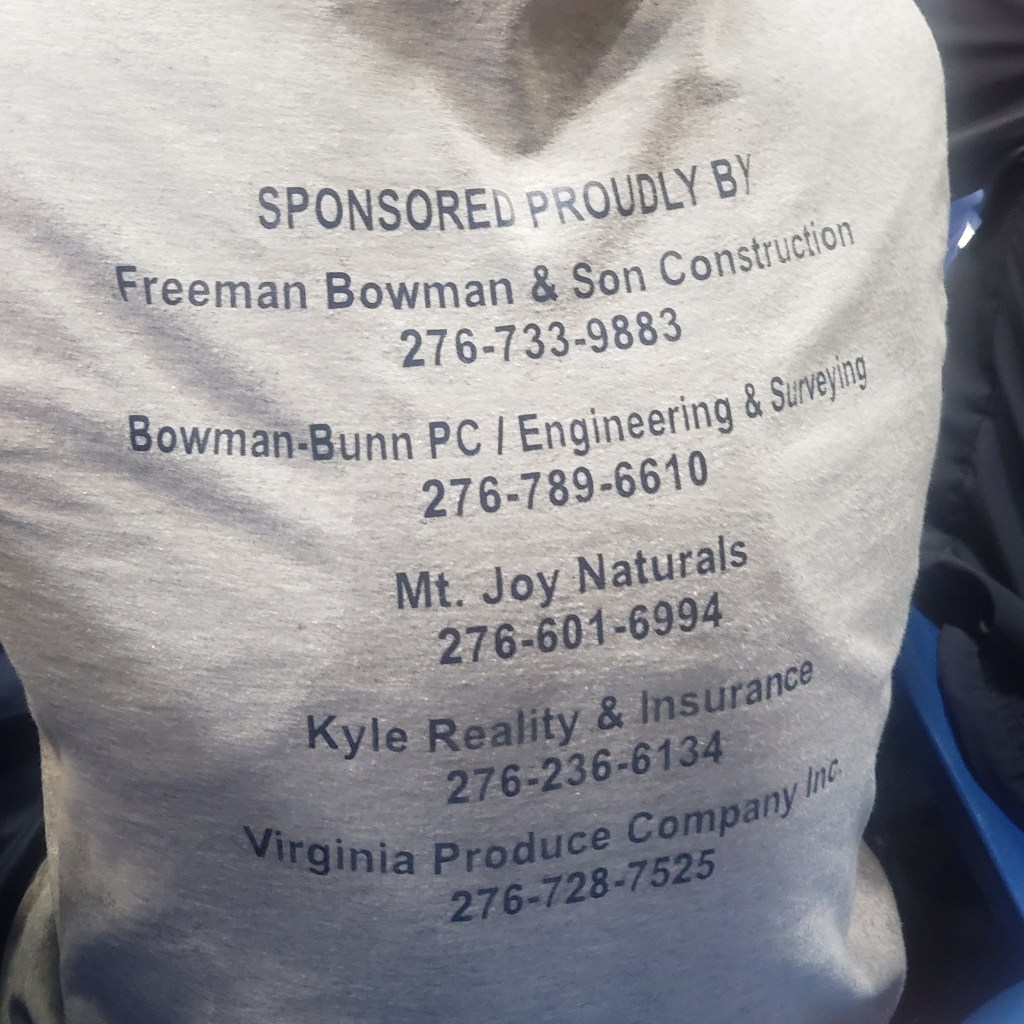 SPONSORED PROUDLY BY
Freeman Bowman & Son Construction
276-733-9883
Bowman-Bunn PC / Engineering & Surveying
276-789-6610
Mt. Joy Naturals
276-601-6994
Kyle Reality & Insurance
276-236-6134
Virginia Produce Company Inc.
276-728-7525